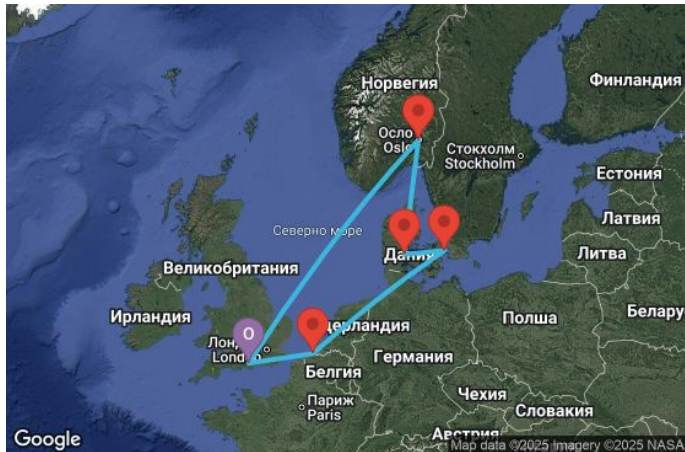 Норвегия
Финландия
Осло
Oslo
Стокхолм
Stockholm
Естония
Латвия
Северно море
Дания
Литва
Великобритания
Беларус
Ирландия
O
дерландия
Полша
Лон
London
Германия
Белгия
Париж
Paris
Чехия
Словакия
Австрия
Google
Map data ©2025 Imagery ©2025 NASA